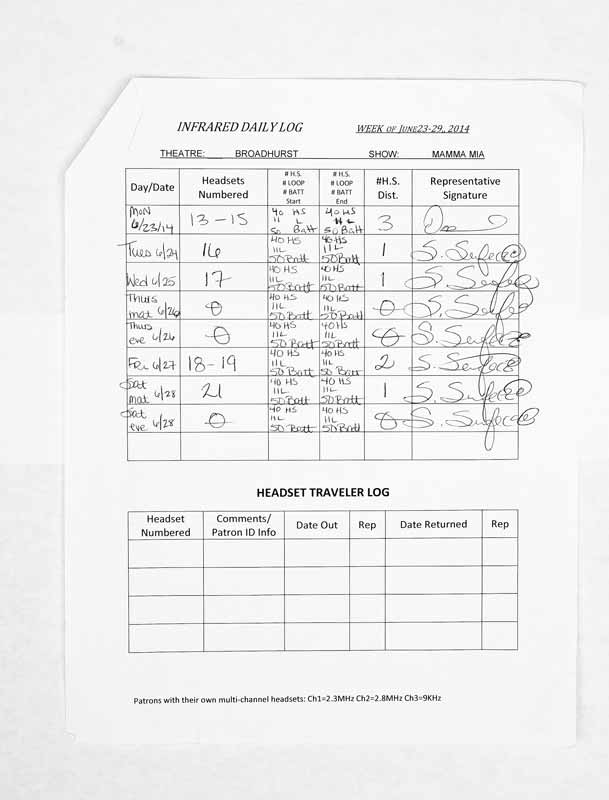 INFRARED DAILY LOG WEEK OF JUNE23-29,, 2014
THEATRE: BROADHURST SHOW: MAMMA MIA
Day/Date Headsets Numbered # H.S. # LOOP # BATT Start # H.S. # LOOP # BATT End #H.S. Dist. Representative Signature
MON 6/23/14 13-15 40 HS 11 L 50 Batt 40 HS 11 L 50 Batt 3
Tues 6/24 16 40 HS 11L 50 Batt 40 HS 11L 50 Batt 1
Wed 6/25 17 40 HS 11L 50 Batt 40 HS 11L 50 Batt 1
Thurs mat 6/26 0 40 HS 11L 50 Batt 40 HS 11L 50 Batt 0
Thus eve 6/26 0 40 HS 11L 50 Batt 40 HS 11L 50 Batt 0
Fri 6/27 18-19 40 HS 11L 50 Batt 40 HS 11L 50 Batt 2
Sat mat 6/28 21 40 HS 11L 50 Batt 40 HS 11L 50 Batt 1
Sat eve 6/28 0 40 HS 11L 50 Batt 40 HS 11L 50 Batt 0
HEADSET TRAVELER LOG
Headset Numbered Comments/ Patron ID Info Date Out Rep Date Returned Rep
Patrons with their own multi-channel headsets: Ch1=2.3MHz Ch2=2.8MHz Ch3=9KHz